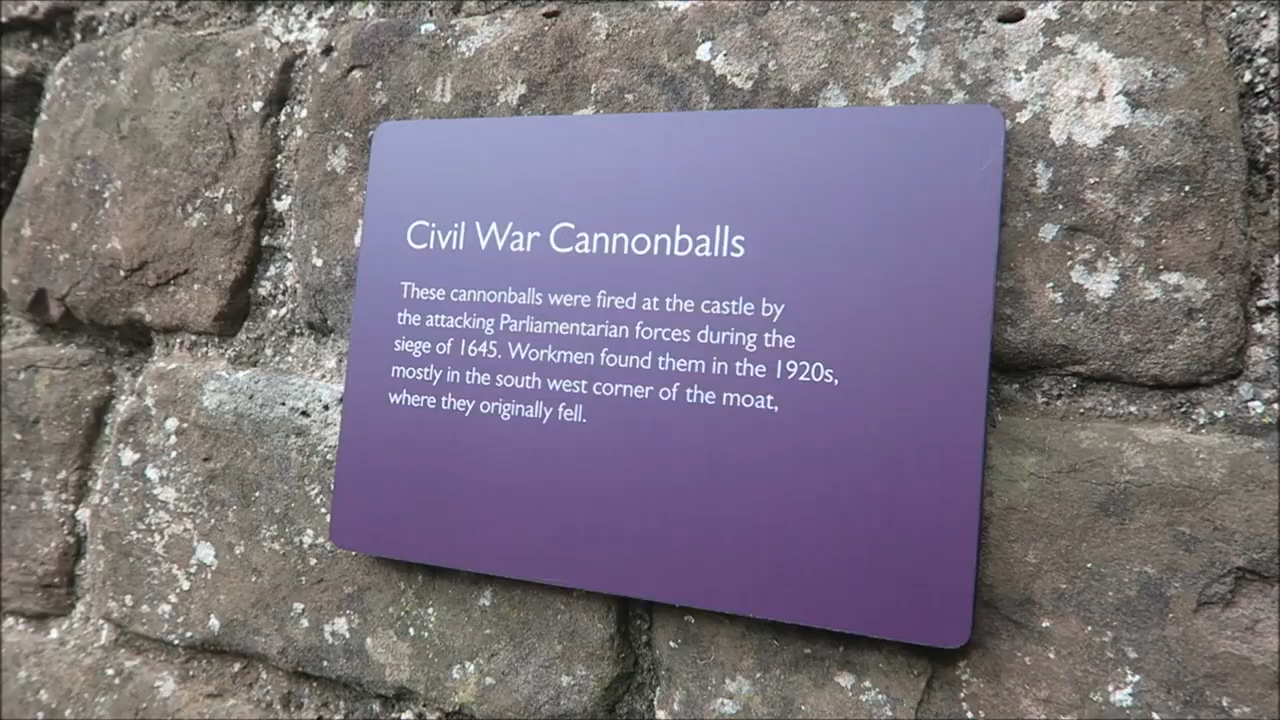 Civil War Cannonballs
These cannonballs were fired at the castle by
the attacking Parliamentarian forces during the
siege of 1645. Workmen found them in the 1920s,
mostly in the south west corner of the moat,
where they originally fell.